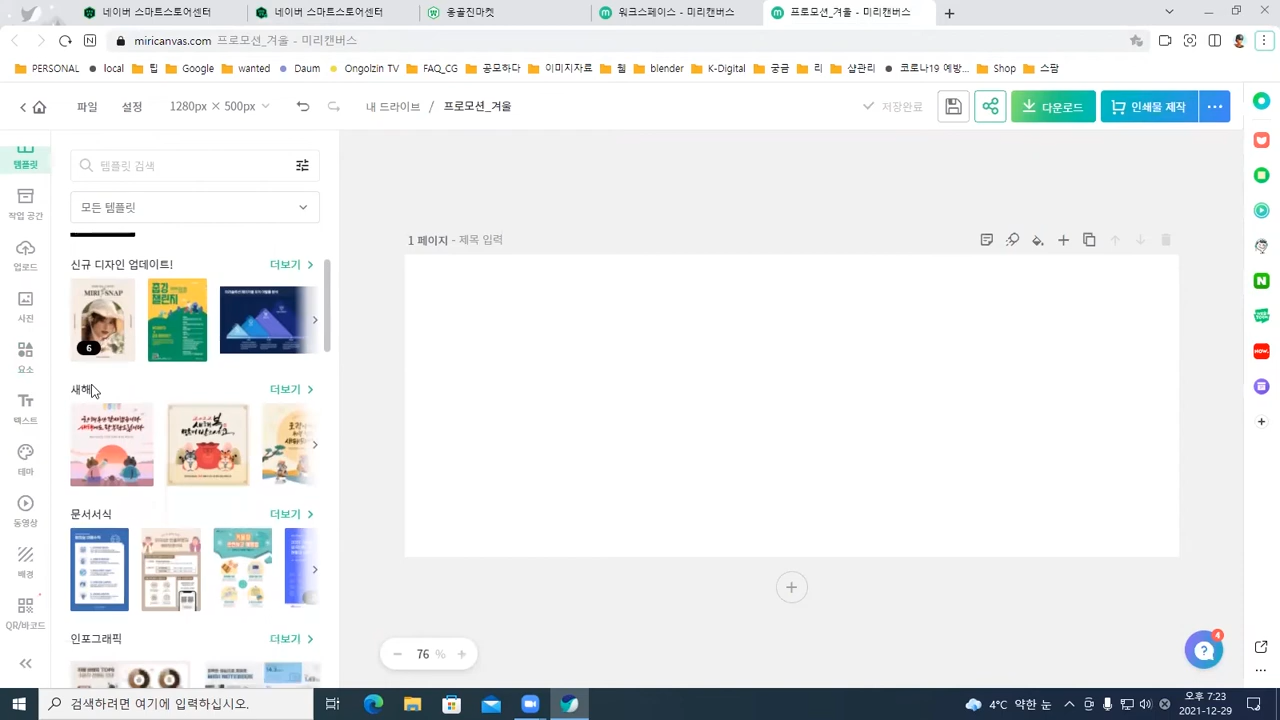 네이버 스마트스토어센터
네이버 스마트스토어센터
옹골진마켓
워크스페이스 - 미리캔버스
프로모션_겨울 - 미리캔버스
miricanvas.com 프로모션_겨울 - 미리캔버스
PERSONAL
local
팁
Google
wanted
Daum
Ongolzin TV
FAQ_CG
공모하다
이미지자료
웹
blender
K-Digital
궁금
리
샵관리
코로나19 예방...
Shop
스팜
파일
설정
1280px × 500px
내 드라이브 / 프로모션_겨울
저장완료
다운로드
인쇄물 제작
템플릿
작업 공간
업로드
사진
요소
텍스트
테마
동영상
배경
QR/바코드
템플릿 검색
모든 템플릿
신규 디자인 업데이트!
더보기
MIRI SNAP
6
새해
더보기
문서서식
더보기
인포그래픽
더보기
1 페이지 - 제목 입력
76 %
4
NOW.
검색하려면 여기에 입력하십시오.
4°C 약한 눈
오후 7:23
2021-12-29